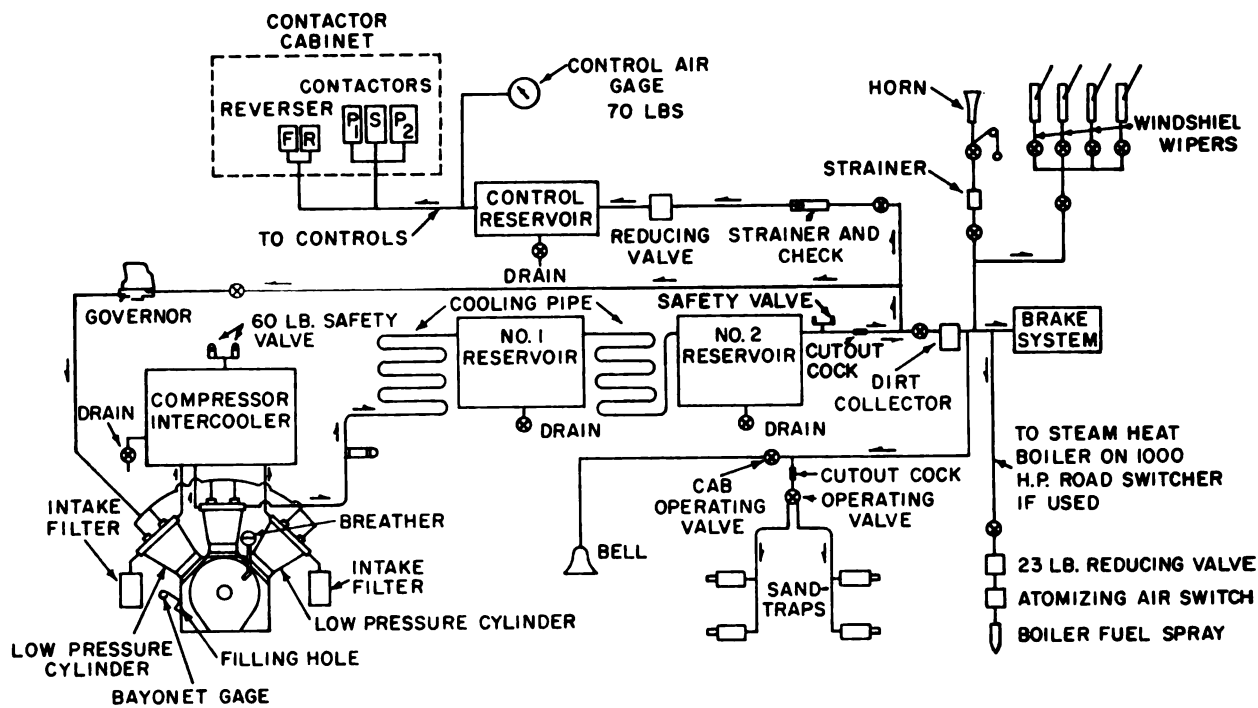 CONTACTOR
CABINET
CONTACTORS
REVERSER
F R
P1 S P2
CONTROL AIR
GAGE
70 LBS
HORN
WINDSHIEL
WIPERS
STRAINER
CONTROL
RESERVOIR
TO CONTROLS
REDUCING
VALVE
STRAINER AND
CHECK
DRAIN
GOVERNOR
COOLING PIPE
SAFETY VALVE
60 LB. SAFETY
VALVE
NO. 1
RESERVOIR
NO. 2
RESERVOIR
CUTOUT
COCK
BRAKE
SYSTEM
DIRT
COLLECTOR
COMPRESSOR
INTERCOOLER
DRAIN
DRAIN
DRAIN
TO STEAM HEAT
BOILER ON 1000
H.P. ROAD SWITCHER
IF USED
CAB
OPERATING
VALVE
CUTOUT COCK
OPERATING
VALVE
INTAKE
FILTER
BREATHER
BELL
INTAKE
FILTER
SAND-
TRAPS
23 LB. REDUCING VALVE
ATOMIZING AIR SWITCH
BOILER FUEL SPRAY
LOW PRESSURE CYLINDER
LOW PRESSURE
CYLINDER
FILLING HOLE
BAYONET GAGE